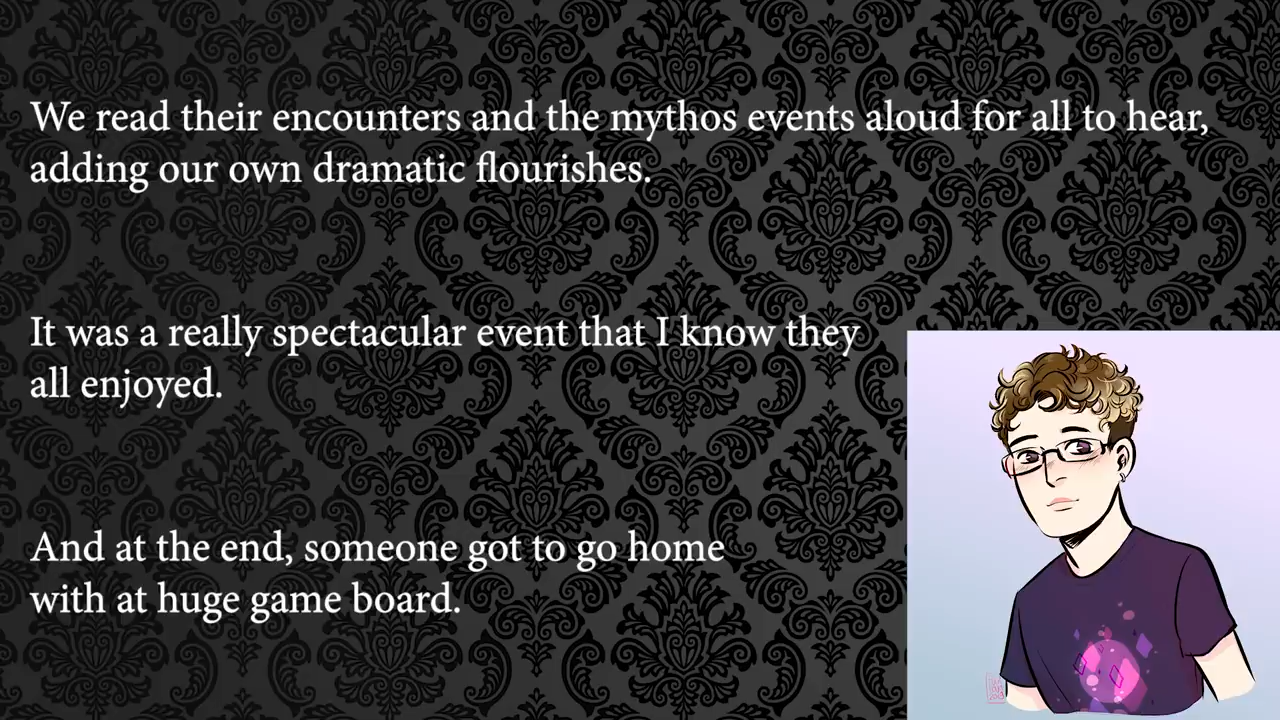 We read their encounters and the mythos events aloud for all to hear,
adding our own dramatic flourishes.
It was a really spectacular event that I know they
all enjoyed.
And at the end, someone got to go home
with at huge game board.